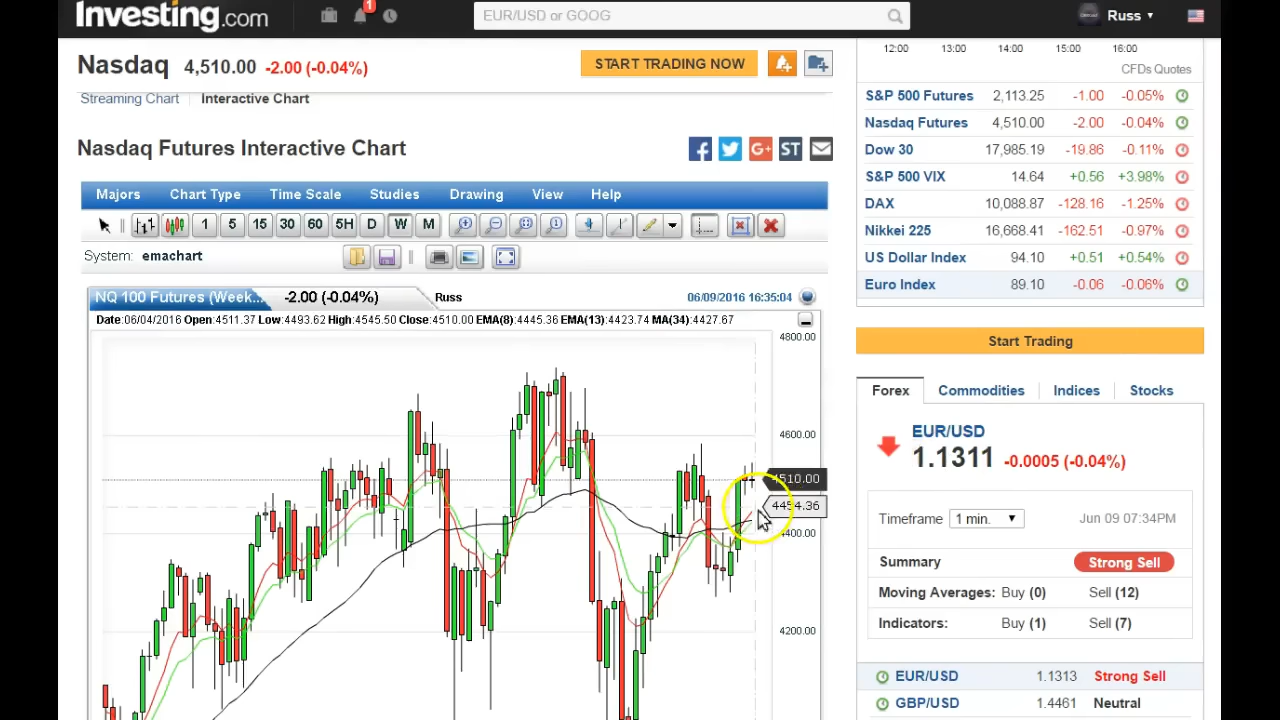 Investing.com
1
EUR/USD or GOOG
Russ
Nasdaq 4,510.00 -2.00 (-0.04%)
START TRADING NOW
Streaming Chart Interactive Chart
Nasdaq Futures Interactive Chart
ST
Majors Chart Type Time Scale Studies Drawing View Help
1 5 15 30 60 5H D W M
System: emachart
NQ 100 Futures (Week... -2.00 (-0.04%) Russ 06/09/2016 16:35:04
Date:06/04/2016 Open:4511.37 Low:4493.62 High:4545.50 Close:4510.00 EMA(8):4445.36 EMA(13):4423.74 MA(34):4427.67
4800.00
4600.00
4510.00
4454.36
4400.00
4200.00
12:00 13:00 14:00 15:00 16:00
CFDs Quotes
S&P 500 Futures 2,113.25 -1.00 -0.05%
Nasdaq Futures 4,510.00 -2.00 -0.04%
Dow 30 17,985.19 -19.86 -0.11%
S&P 500 VIX 14.64 +0.56 +3.98%
DAX 10,088.87 -128.16 -1.25%
Nikkei 225 16,668.41 -162.51 -0.97%
US Dollar Index 94.10 +0.51 +0.54%
Euro Index 89.10 -0.06 -0.06%
Start Trading
Forex Commodities Indices Stocks
EUR/USD
1.1311 -0.0005 (-0.04%)
Timeframe 1 min. Jun 09 07:34PM
Summary Strong Sell
Moving Averages: Buy (0) Sell (12)
Indicators: Buy (1) Sell (7)
EUR/USD 1.1313 Strong Sell
GBP/USD 1.4461 Neutral